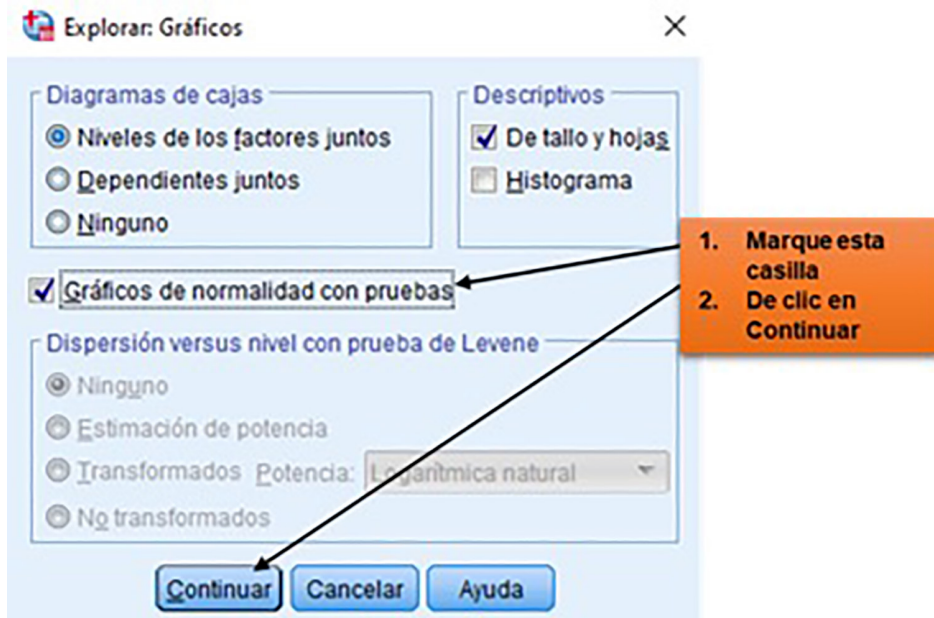 Explorar: Gráficos
Diagramas de cajas
Niveles de los factores juntos
Dependientes juntos
Ninguno
Descriptivos
De tallo y hojas
Histograma
Gráficos de normalidad con pruebas
1. Marque esta
casilla
2. De clic en
Continuar
Dispersión versus nivel con prueba de Levene
Ninguno
Estimación de potencia
Transformados Potencia: Logarítmica natural
No transformados
Continuar Cancelar Ayuda